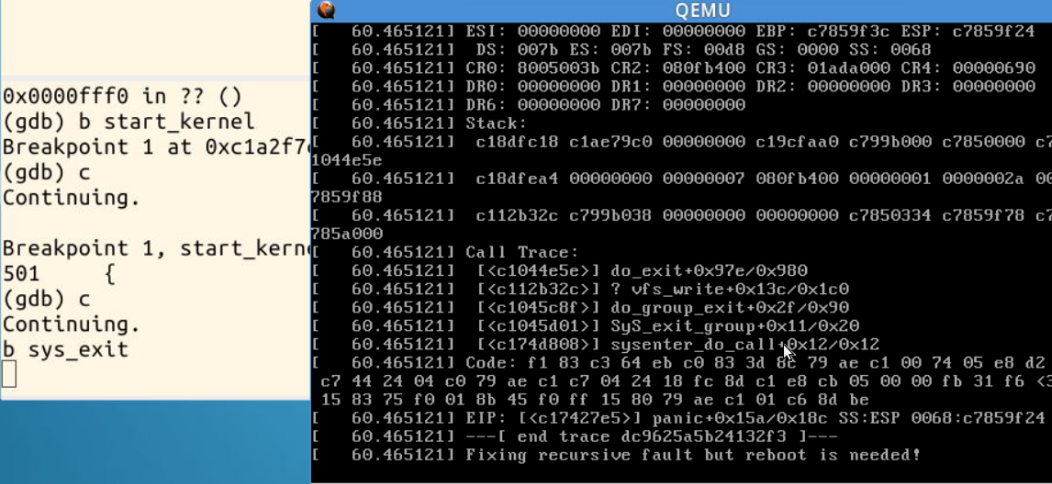 0x0000fff0 in ?? ()
(gdb) b start_kernel
Breakpoint 1 at 0xc1a2f7
(gdb) c
Continuing.
Breakpoint 1, start_kern
501 {
(gdb) c
Continuing.
b sys_exit
QEMU
[ 60.465121] ESI: 00000000 EDI: 00000000 EBP: c7859f3c ESP: c7859f24
[ 60.465121] DS: 007b ES: 007b FS: 00d8 GS: 0000 SS: 0068
[ 60.465121] CR0: 8005003b CR2: 080fb400 CR3: 01ada000 CR4: 00000690
[ 60.465121] DR0: 00000000 DR1: 00000000 DR2: 00000000 DR3: 00000000
[ 60.465121] DR6: 00000000 DR7: 00000000
[ 60.465121] Stack:
[ 60.465121] c18dfc18 c1ae79c0 00000000 c19cfaa0 c799b000 c7850000 c7
1044e5e
[ 60.465121] c18dfea4 00000000 00000007 080fb400 00000001 0000002a 00
7859f88
[ 60.465121] c112b32c c799b038 00000000 00000000 c7850334 c7859f78 c7
785a000
[ 60.465121] Call Trace:
[ 60.465121] [<c1044e5e>] do_exit+0x97e/0x980
[ 60.465121] [<c112b32c>] ? vfs_write+0x13c/0x1c0
[ 60.465121] [<c1045c8f>] do_group_exit+0x2f/0x90
[ 60.465121] [<c1045d01>] SyS_exit_group+0x11/0x20
[ 60.465121] [<c174d808>] sysenter_do_call+0x12/0x12
[ 60.465121] Code: f1 83 c3 64 eb c0 83 3d 8c 79 ae c1 00 74 05 e8 d2
c7 44 24 04 c0 79 ae c1 c7 04 24 18 fc 8d c1 e8 cb 05 00 00 fb 31 f6 <3
15 83 75 f0 01 8b 45 f0 ff 15 80 79 ae c1 01 c6 8d be
[ 60.465121] EIP: [<c17427e5>] panic+0x15a/0x18c SS:ESP 0068:c7859f24
[ 60.465121] ---[ end trace dc9625a5b24132f3 ]---
[ 60.465121] Fixing recursive fault but reboot is needed!